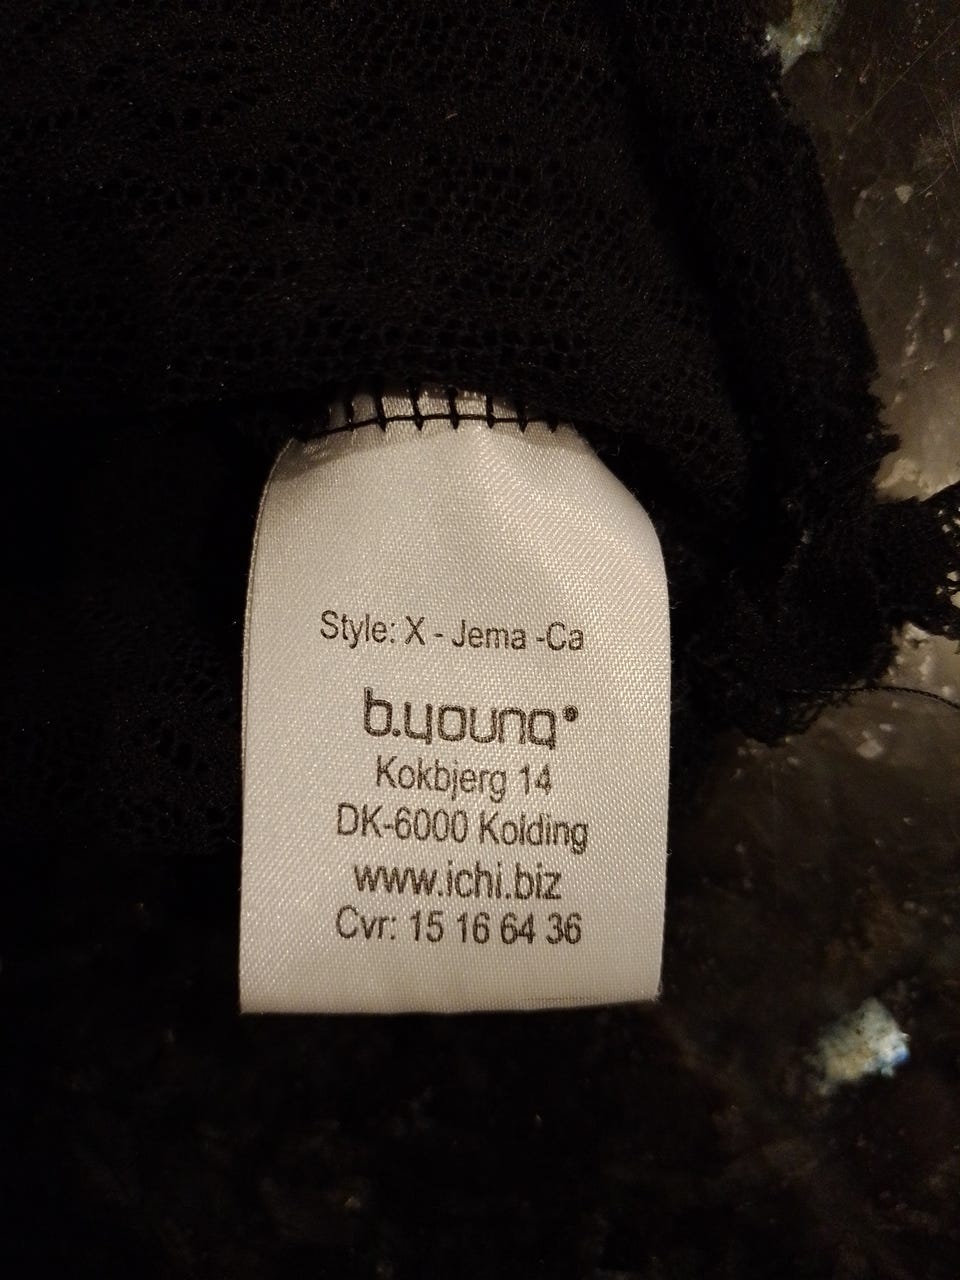 Style: X - Jema -Ca
b.young®
Kokbjerg 14
DK-6000 Kolding
www.ichi.biz
Cvr: 15 16 64 36